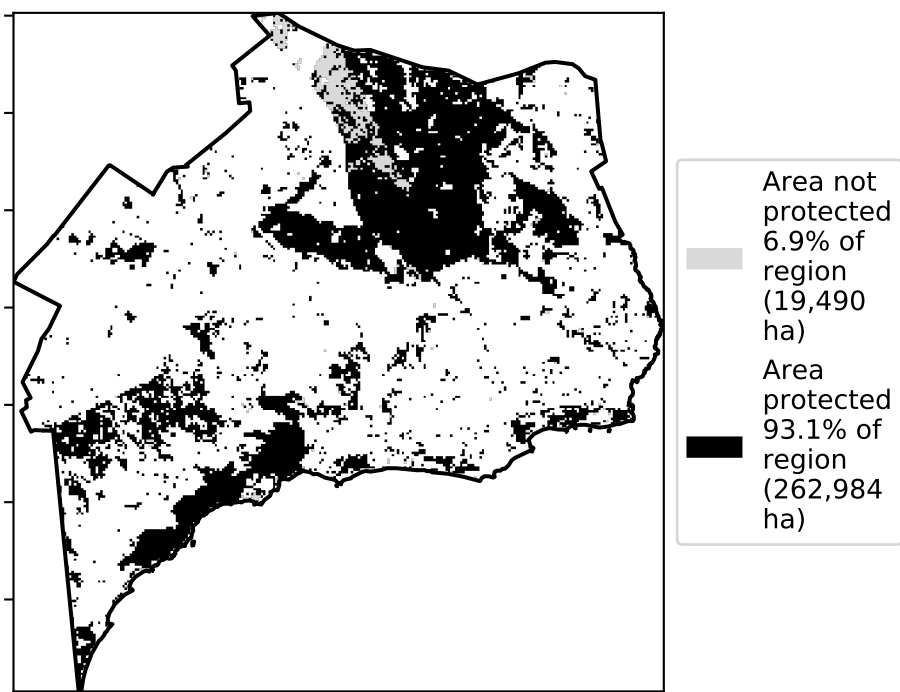 Area not
protected
6.9% of
region
(19,490
ha)
Area
protected
93.1% of
region
(262,984
ha)